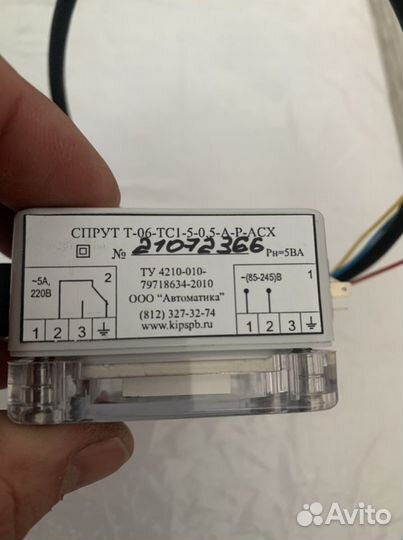 СПРУТ Т-06-ТС1-5-0,5-А-Р-АСХ
№ 21072366 Рн=5ВА
~5А, 220В 2
1 2 3
ТУ 4210-010-
79718634-2010
ООО "Автоматика"
(812) 327-32-74
www.kipspb.ru
~(85-245)В 1
1 2 3
Avito